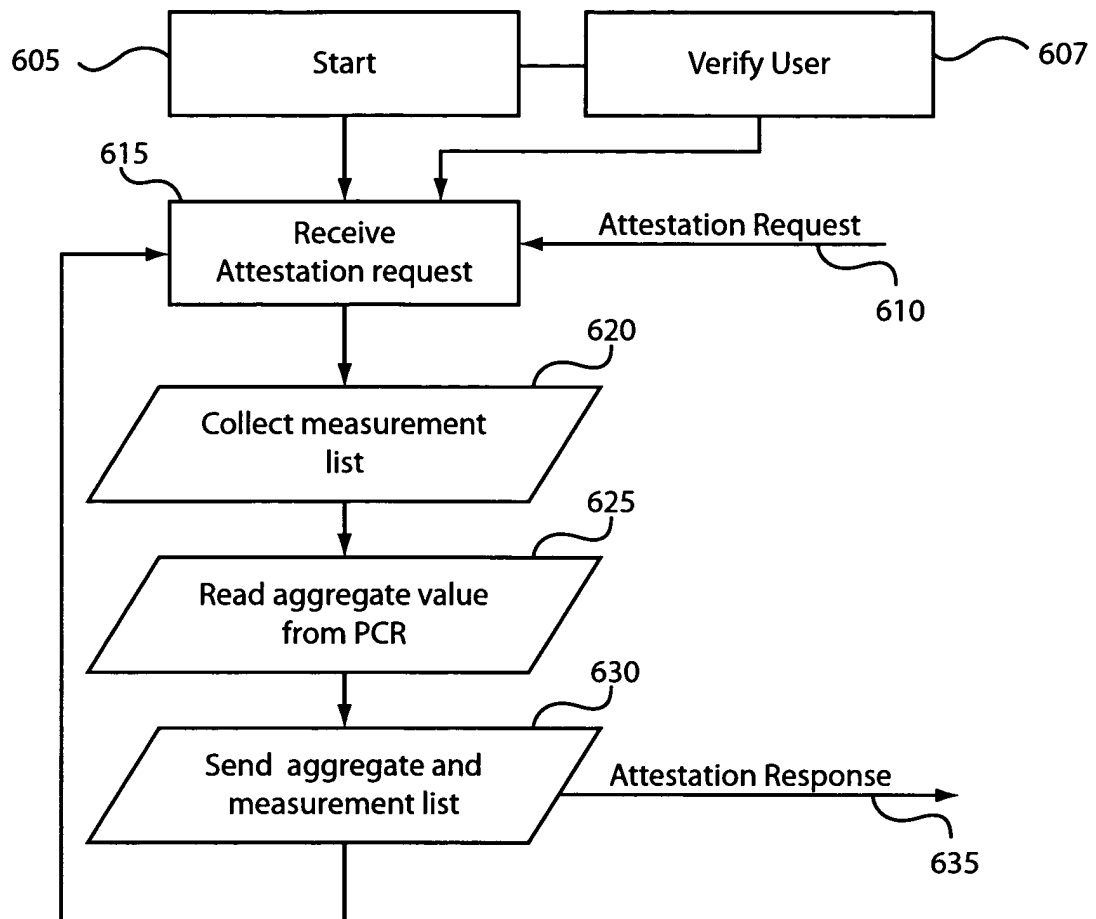 605
Start
Verify User
607
615
Receive
Attestation request
Attestation Request
610
620
Collect measurement
list
625
Read aggregate value
from PCR
630
Send aggregate and
measurement list
Attestation Response
635